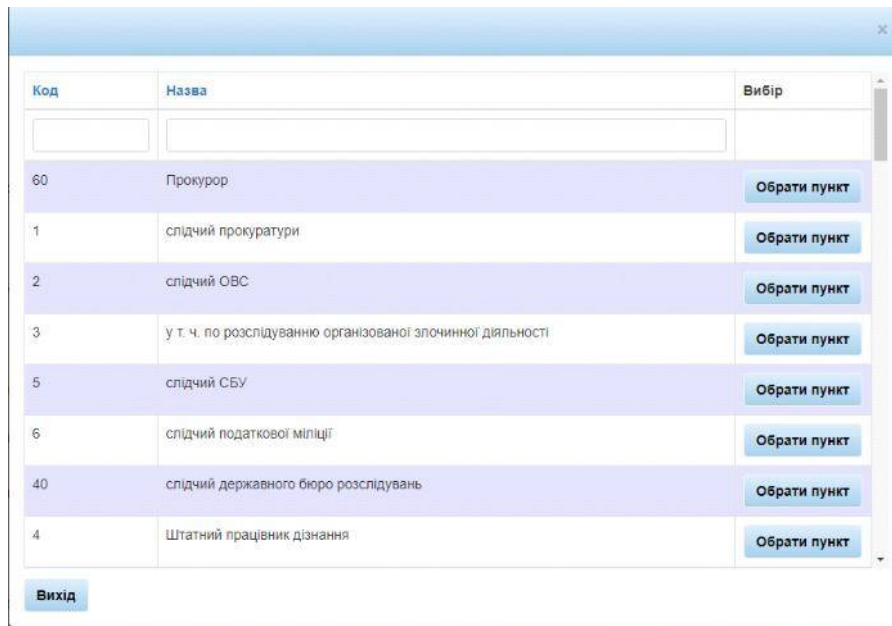 ×
Код Назва Вибір
60 Прокурор Обрати пункт
1 слідчий прокуратури Обрати пункт
2 слідчий ОВС Обрати пункт
3 у т. ч. по розслідуванню організованої злочинної діяльності Обрати пункт
5 слідчий СБУ Обрати пункт
6 слідчий податкової міліції Обрати пункт
40 слідчий державного бюро розслідувань Обрати пункт
4 Штатний працівник дізнання Обрати пункт
Вихід